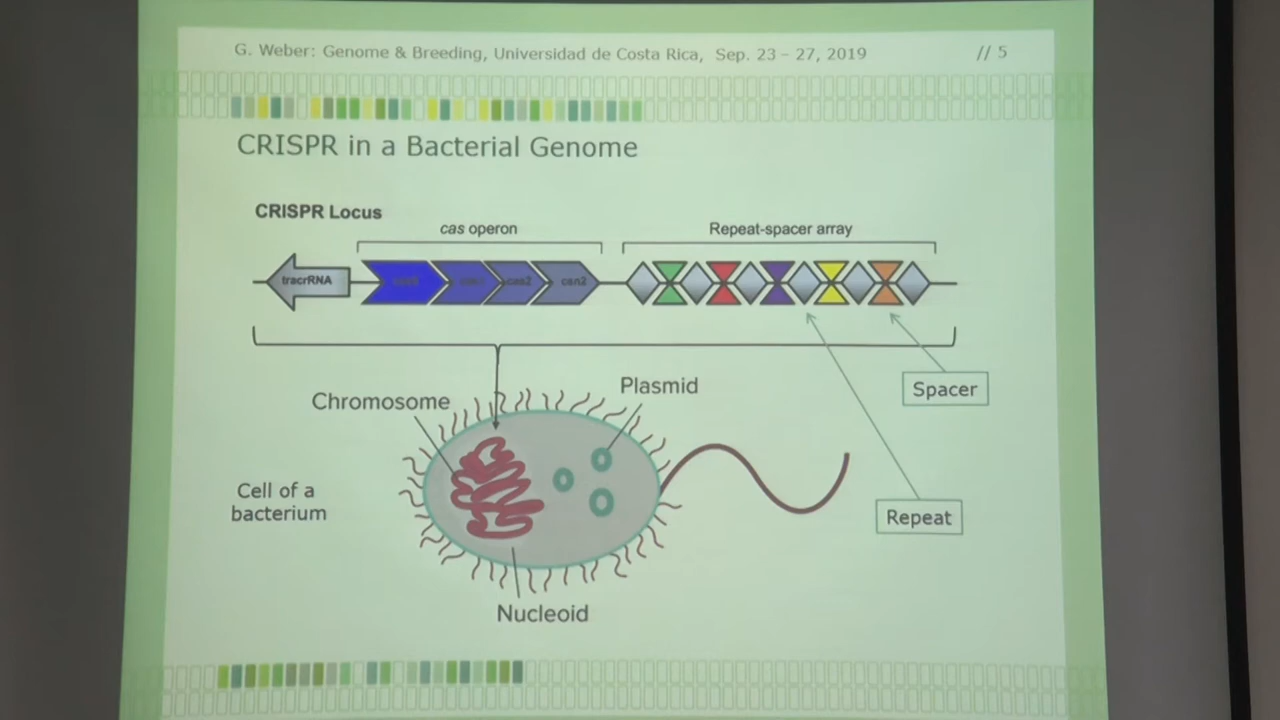 G. Weber: Genome & Breeding, Universidad de Costa Rica, Sep. 23 – 27, 2019
// 5
CRISPR in a Bacterial Genome
CRISPR Locus
cas operon
Repeat-spacer array
tracrRNA
cas2
csn2
Chromosome
Plasmid
Spacer
Cell of a
bacterium
Repeat
Nucleoid